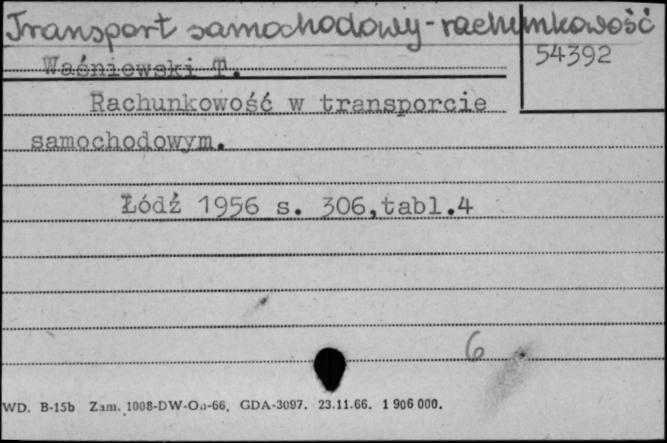 Transport samochodowy - rachunkowość
54392
Waśniewski T.
Rachunkowość w transporcie
samochodowym.
Łódź 1956 s. 306, tabl.4
6
WD. B-15b Zam. 1008-DW-Ou-66. GDA-3097. 23.11.66. 1 906 000.